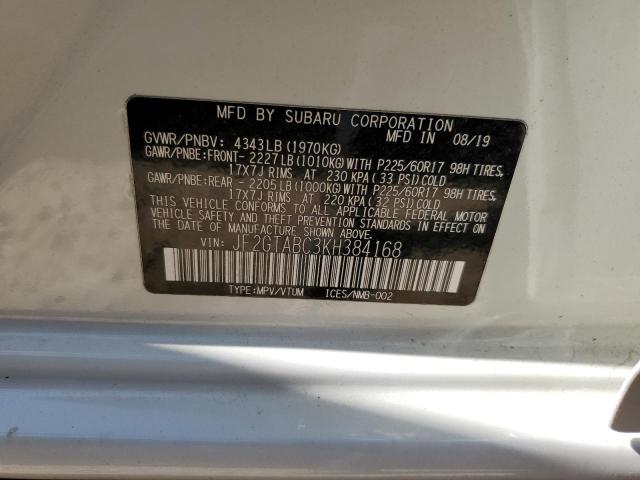 MFD BY SUBARU CORPORATION
MFD IN 08/19
GVWR/PNBV: 4343LB (1970KG)
GAWR/PNBE:FRONT- 2227LB(1010KG) WITH P225/60R17 98H TIRES,
17X7J RIMS AT 230 KPA (33 PSI)COLD
GAWR/PNBE:REAR - 2205LB(1000KG) WITH P225/60R17 98H TIRES,
17X7J RIMS AT 220 KPA (32 PSI)COLD
THIS VEHICLE CONFORMS TO ALL APPLICABLE FEDERAL MOTOR
VEHICLE SAFETY AND THEFT PREVENTION STANDARDS IN EFFECT ON
THE DATE OF MANUFACTURE SHOWN ABOVE.
VIN: JF2GTABC3KH384168
TYPE:MPV/VTUM ICES/NMB-002